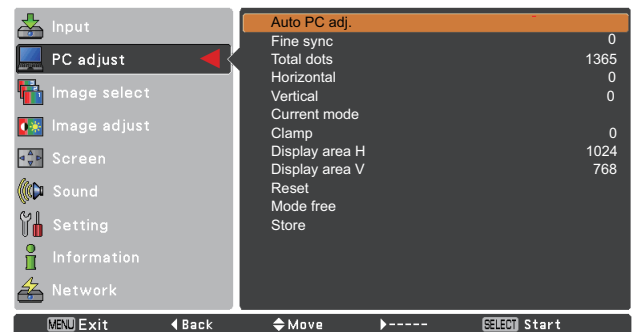 Input
PC adjust
Image select
Image adjust
Screen
Sound
Setting
Information
Network
Auto PC adj.
Fine sync 0
Total dots 1365
Horizontal 0
Vertical 0
Current mode
Clamp 0
Display area H 1024
Display area V 768
Reset
Mode free
Store
MENU Exit Back Move ----- SELECT Start